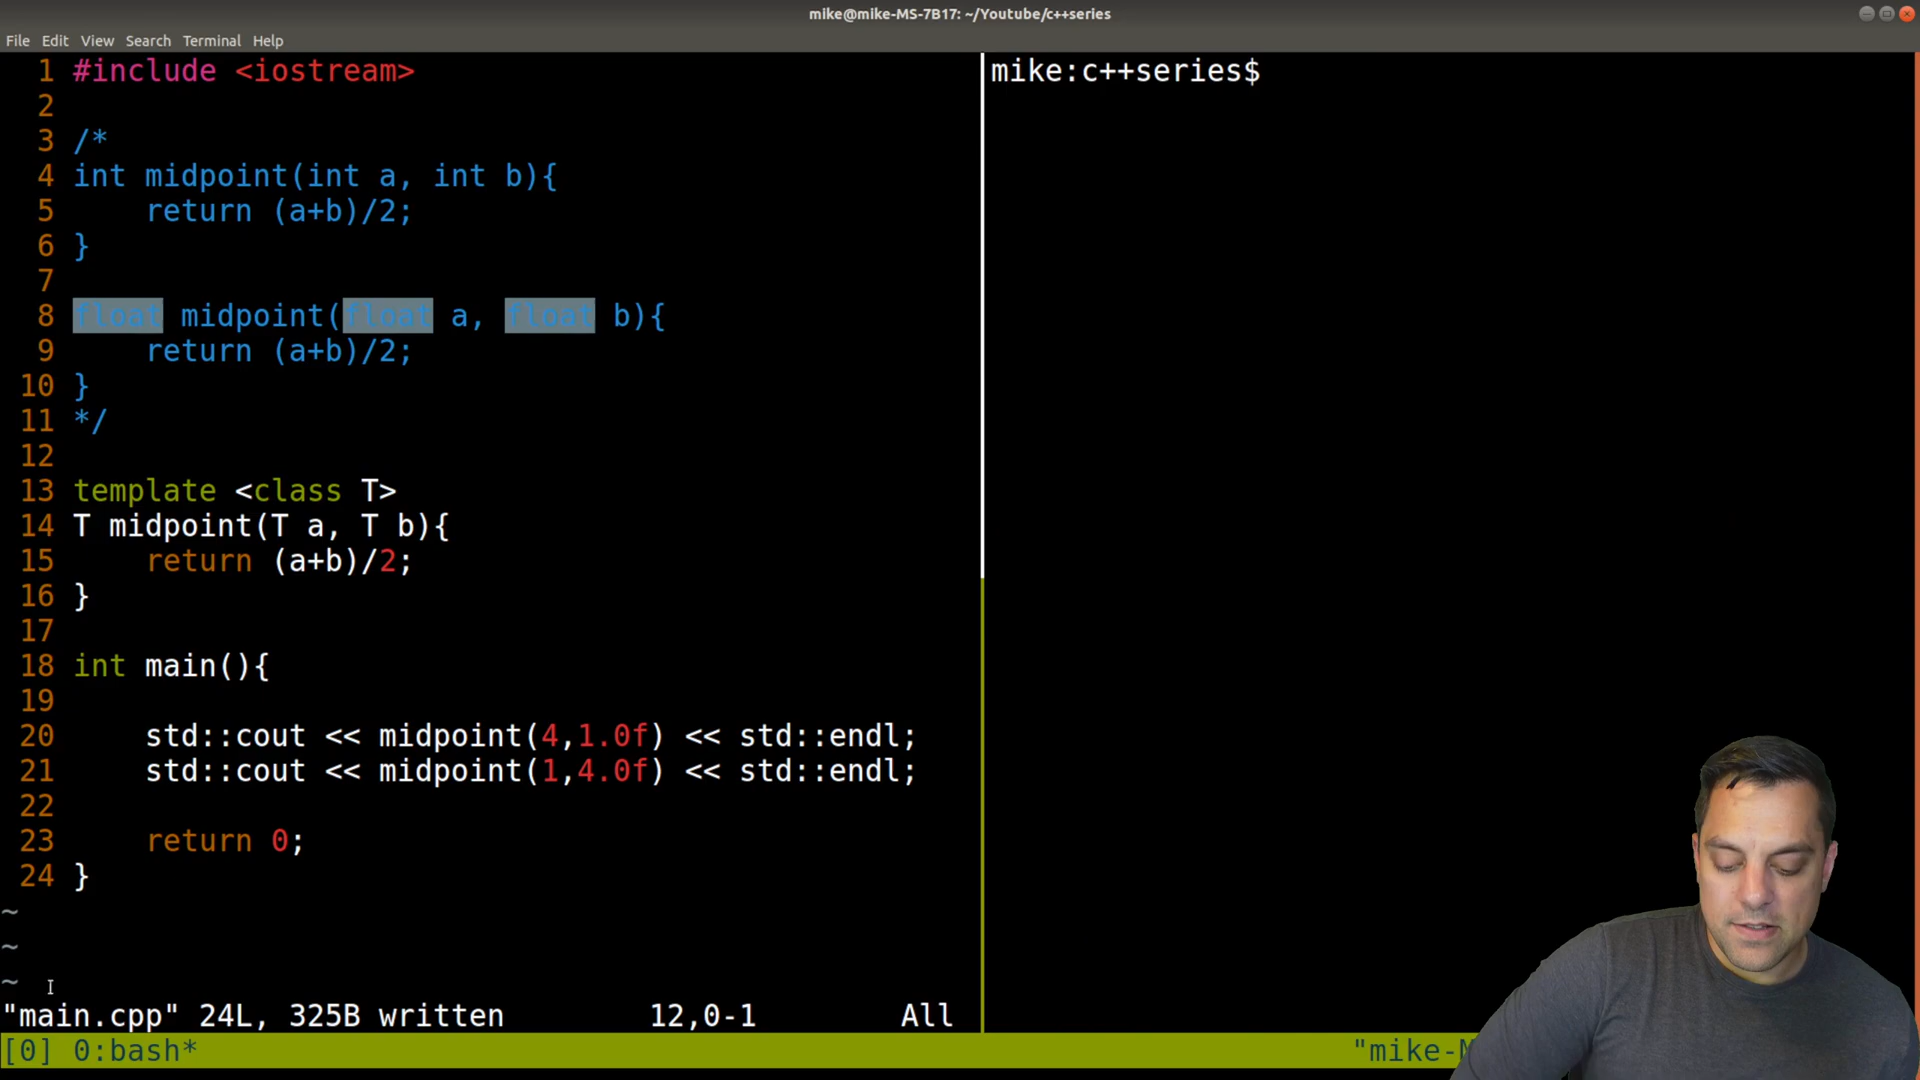 mike@mike-MS-7B17: ~/Youtube/c++series
File Edit View Search Terminal Help
1 #include <iostream>
2
3 /*
4 int midpoint(int a, int b){
5     return (a+b)/2;
6 }
7
8 float midpoint(float a, float b){
9     return (a+b)/2;
10 }
11 */
12
13 template <class T>
14 T midpoint(T a, T b){
15     return (a+b)/2;
16 }
17
18 int main(){
19
20     std::cout << midpoint(4,1.0f) << std::endl;
21     std::cout << midpoint(1,4.0f) << std::endl;
22
23     return 0;
24 }
~
~
~
"main.cpp" 24L, 325B written 12,0-1 All
mike:c++series$
[0] 0:bash* "mike-